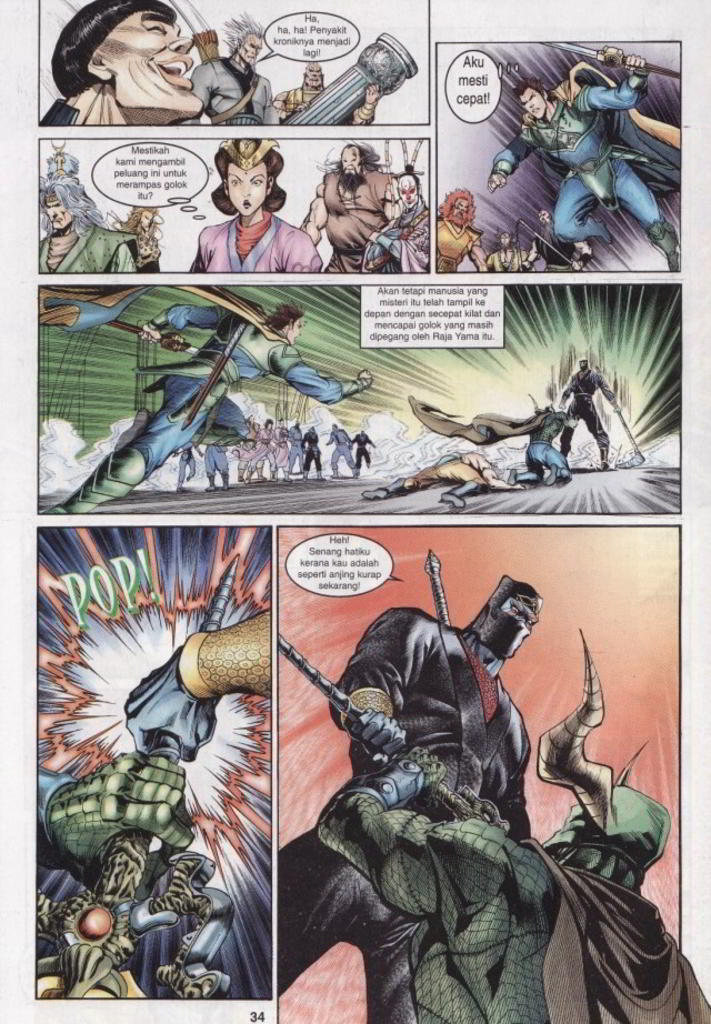 Ha,
ha, ha! Penyakit
kroniknya menjadi
lagi!
Aku
mesti
cepat!
Mestikah
kami mengambil
peluang ini untuk
merampas golok
itu?
Akan tetapi manusia yang
misteri itu telah tampil ke
depan dengan secepat kilat dan
mencapai golok yang masih
dipegang oleh Raja Yama itu.
POP!
Heh!
Senang hatiku
kerana kau adalah
seperti anjing kurap
sekarang!
34